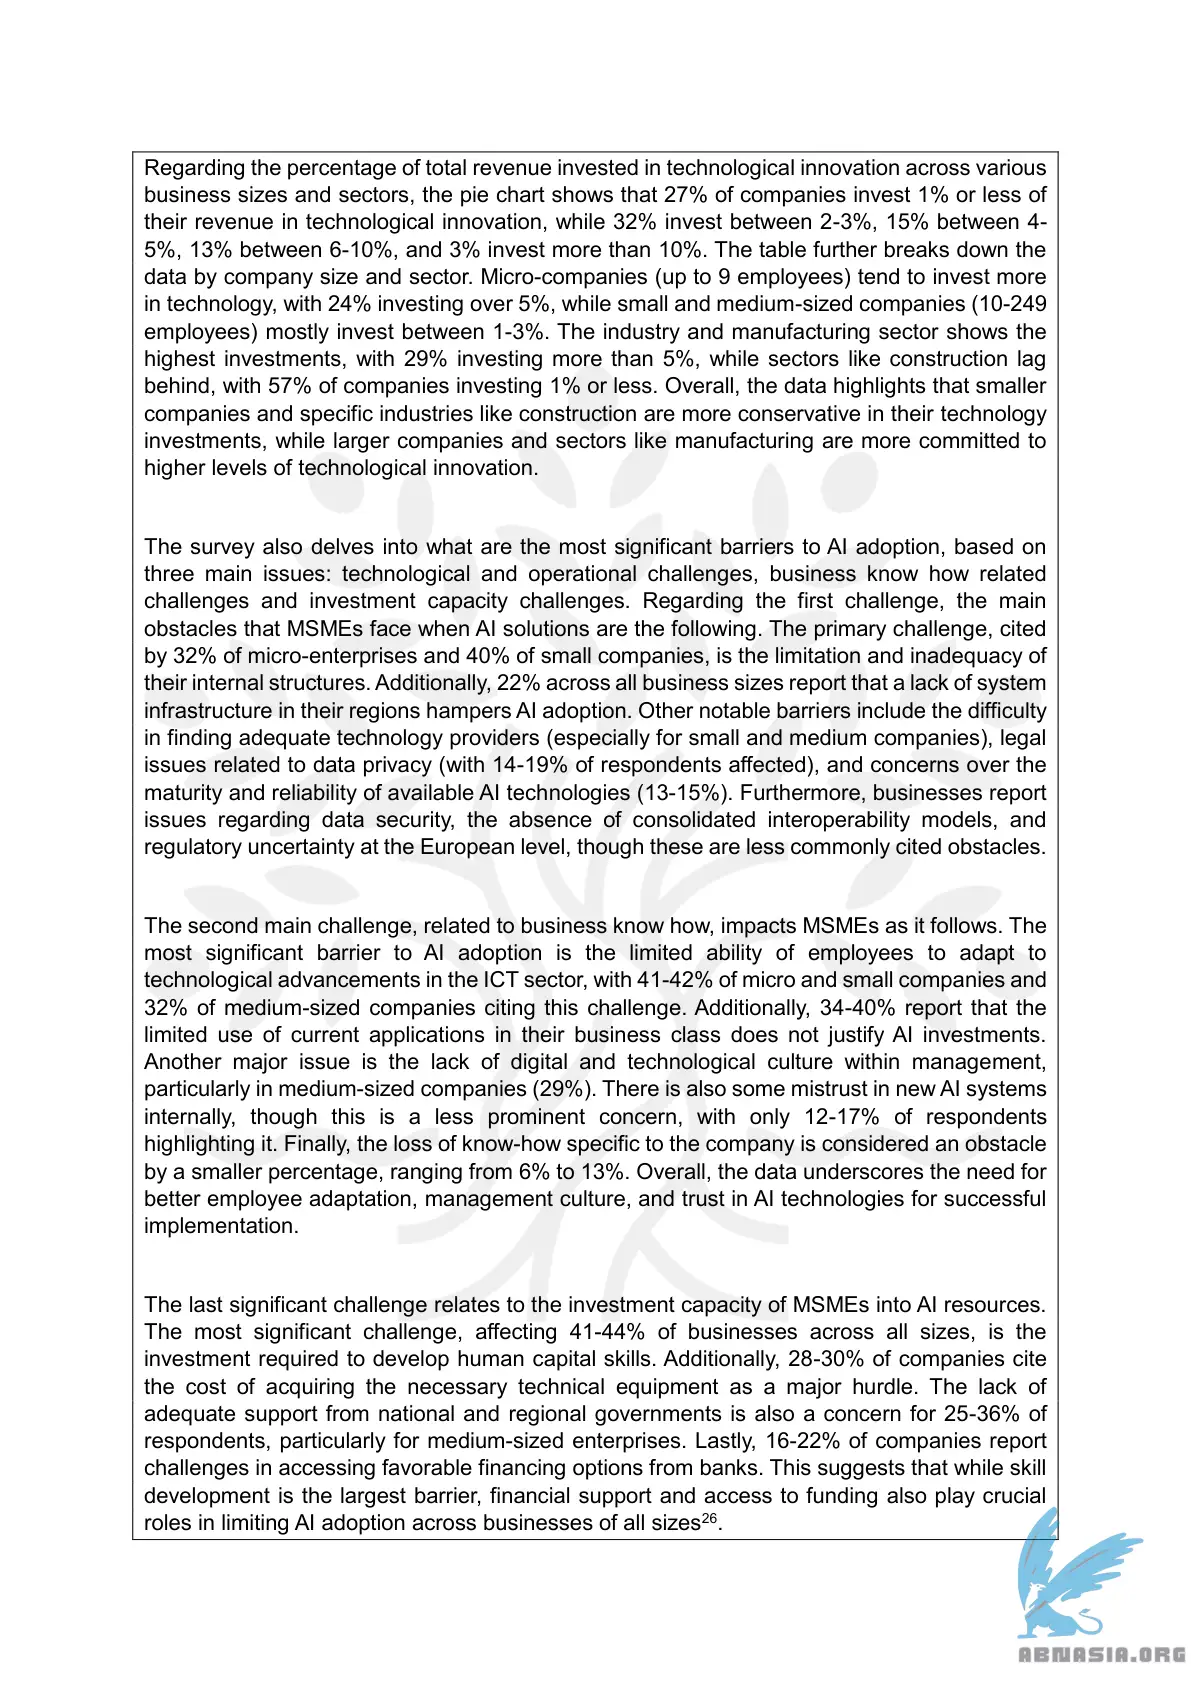 Regarding the percentage of total revenue invested in technological innovation across various
business sizes and sectors, the pie chart shows that 27% of companies invest 1% or less of
their revenue in technological innovation, while 32% invest between 2-3%, 15% between 4-
5%, 13% between 6-10%, and 3% invest more than 10%. The table further breaks down the
data by company size and sector. Micro-companies (up to 9 employees) tend to invest more
in technology, with 24% investing over 5%, while small and medium-sized companies (10-249
employees) mostly invest between 1-3%. The industry and manufacturing sector shows the
highest investments, with 29% investing more than 5%, while sectors like construction lag
behind, with 57% of companies investing 1% or less. Overall, the data highlights that smaller
companies and specific industries like construction are more conservative in their technology
investments, while larger companies and sectors like manufacturing are more committed to
higher levels of technological innovation.
The survey also delves into what are the most significant barriers to AI adoption, based on
three main issues: technological and operational challenges, business know how related
challenges and investment capacity challenges. Regarding the first challenge, the main
obstacles that MSMEs face when AI solutions are the following. The primary challenge, cited
by 32% of micro-enterprises and 40% of small companies, is the limitation and inadequacy of
their internal structures. Additionally, 22% across all business sizes report that a lack of system
infrastructure in their regions hampers AI adoption. Other notable barriers include the difficulty
in finding adequate technology providers (especially for small and medium companies), legal
issues related to data privacy (with 14-19% of respondents affected), and concerns over the
maturity and reliability of available AI technologies (13-15%). Furthermore, businesses report
issues regarding data security, the absence of consolidated interoperability models, and
regulatory uncertainty at the European level, though these are less commonly cited obstacles.
The second main challenge, related to business know how, impacts MSMEs as it follows. The
most significant barrier to AI adoption is the limited ability of employees to adapt to
technological advancements in the ICT sector, with 41-42% of micro and small companies and
32% of medium-sized companies citing this challenge. Additionally, 34-40% report that the
limited use of current applications in their business class does not justify AI investments.
Another major issue is the lack of digital and technological culture within management,
particularly in medium-sized companies (29%). There is also some mistrust in new AI systems
internally, though this is a less prominent concern, with only 12-17% of respondents
highlighting it. Finally, the loss of know-how specific to the company is considered an obstacle
by a smaller percentage, ranging from 6% to 13%. Overall, the data underscores the need for
better employee adaptation, management culture, and trust in AI technologies for successful
implementation.
The last significant challenge relates to the investment capacity of MSMEs into AI resources.
The most significant challenge, affecting 41-44% of businesses across all sizes, is the
investment required to develop human capital skills. Additionally, 28-30% of companies cite
the cost of acquiring the necessary technical equipment as a major hurdle. The lack of
adequate support from national and regional governments is also a concern for 25-36% of
respondents, particularly for medium-sized enterprises. Lastly, 16-22% of companies report
challenges in accessing favorable financing options from banks. This suggests that while skill
development is the largest barrier, financial support and access to funding also play crucial
roles in limiting AI adoption across businesses of all sizes26.
ABNASIA.ORG